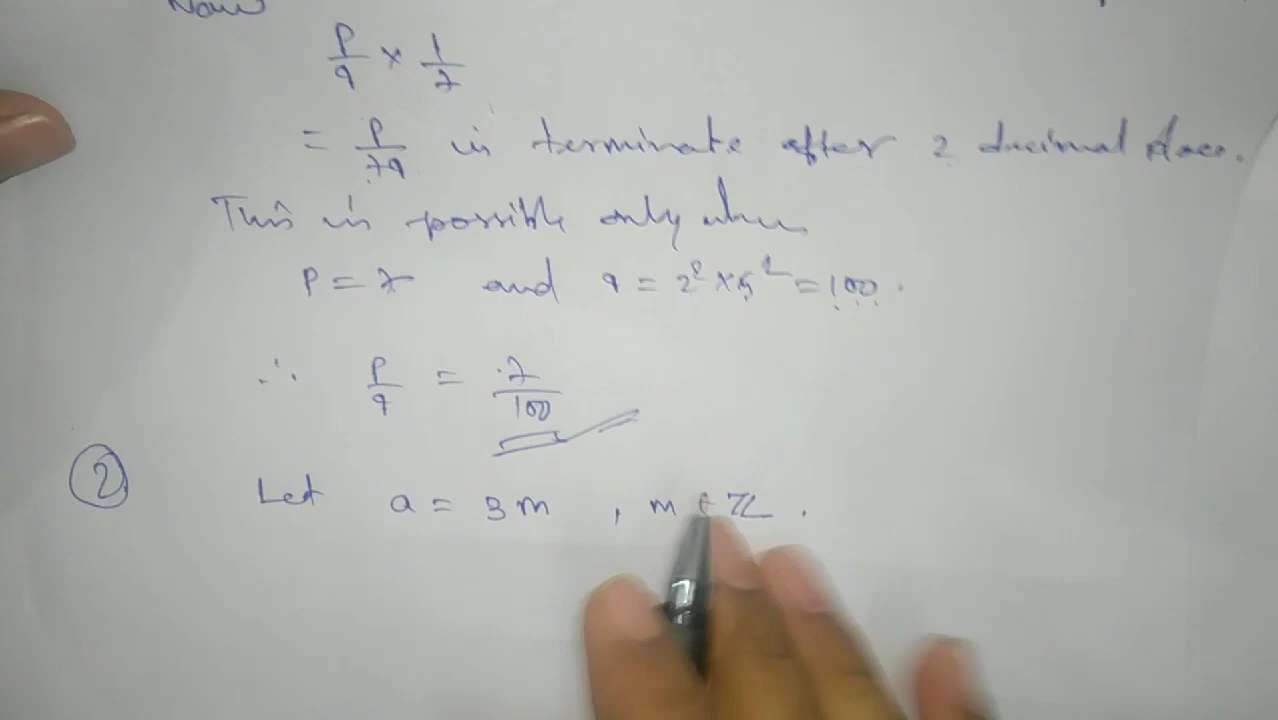 Now
p/q × 1/7
= p/7q is terminate after 2 decimal place.
This is possible only when
p = 7 and q = 2² × 5² = 100.
∴ p/q = 7/100
② Let a = 3m , m ∈ ℤ .